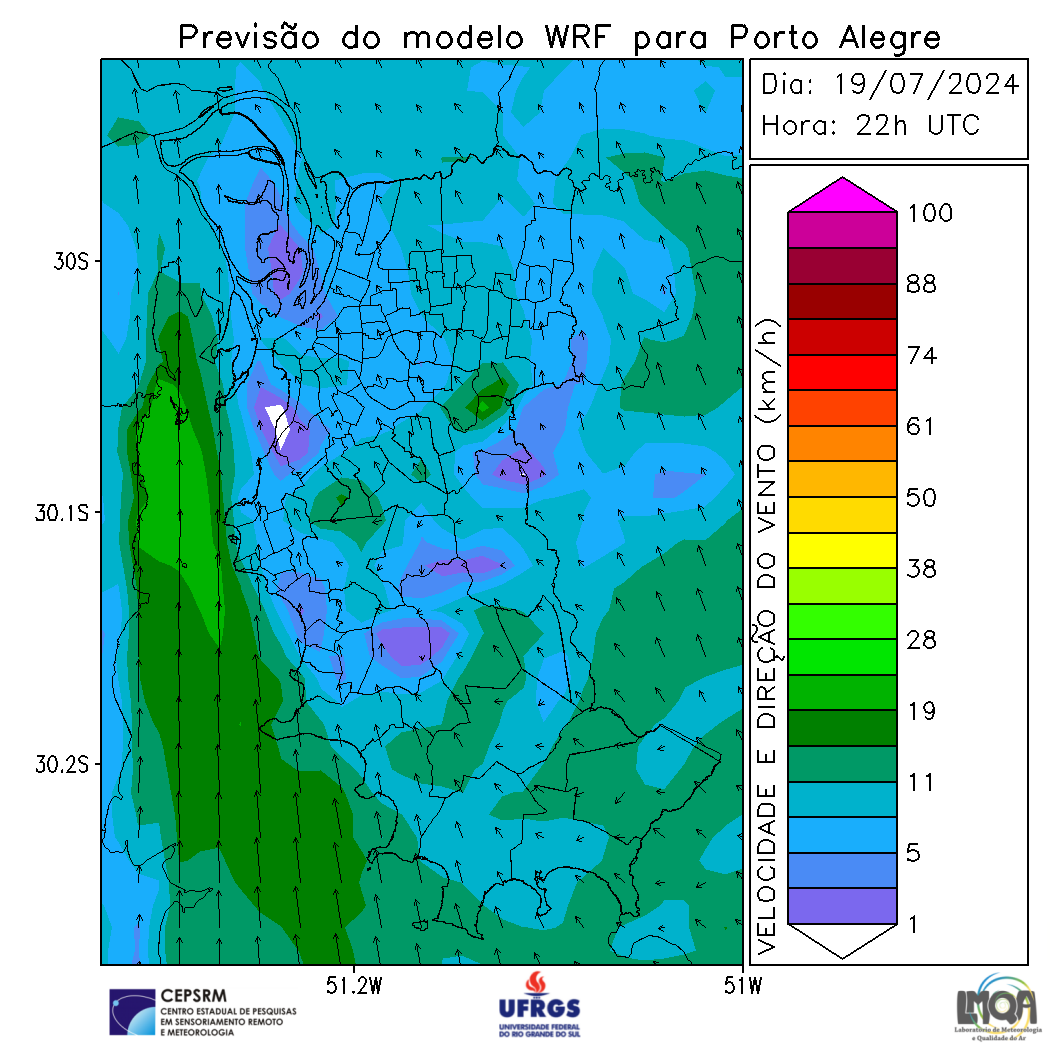 Previsão do modelo WRF para Porto Alegre
Dia: 19/07/2024
Hora: 22h UTC
30S
30.1S
30.2S
51.2W
51W
VELOCIDADE E DIREÇÃO DO VENTO (km/h)
100
88
74
61
50
38
28
19
11
5
1
CEPSRM
CENTRO ESTADUAL DE PESQUISAS
EM SENSORIAMENTO REMOTO
E METEOROLOGIA
UFRGS
UNIVERSIDADE FEDERAL
DO RIO GRANDE DO SUL
LMQA
Laboratório de Meteorologia
e Qualidade do Ar